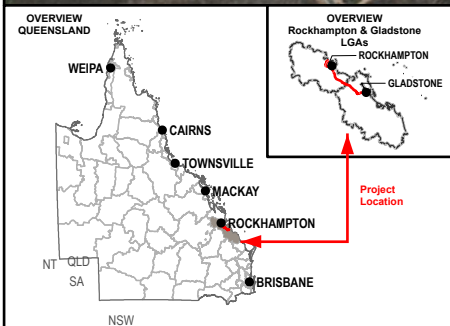 OVERVIEW
QUEENSLAND
WEIPA
CAIRNS
TOWNSVILLE
MACKAY
ROCKHAMPTON
BRISBANE
NT
QLD
SA
NSW
OVERVIEW
Rockhampton & Gladstone
LGAs
ROCKHAMPTON
GLADSTONE
Project
Location